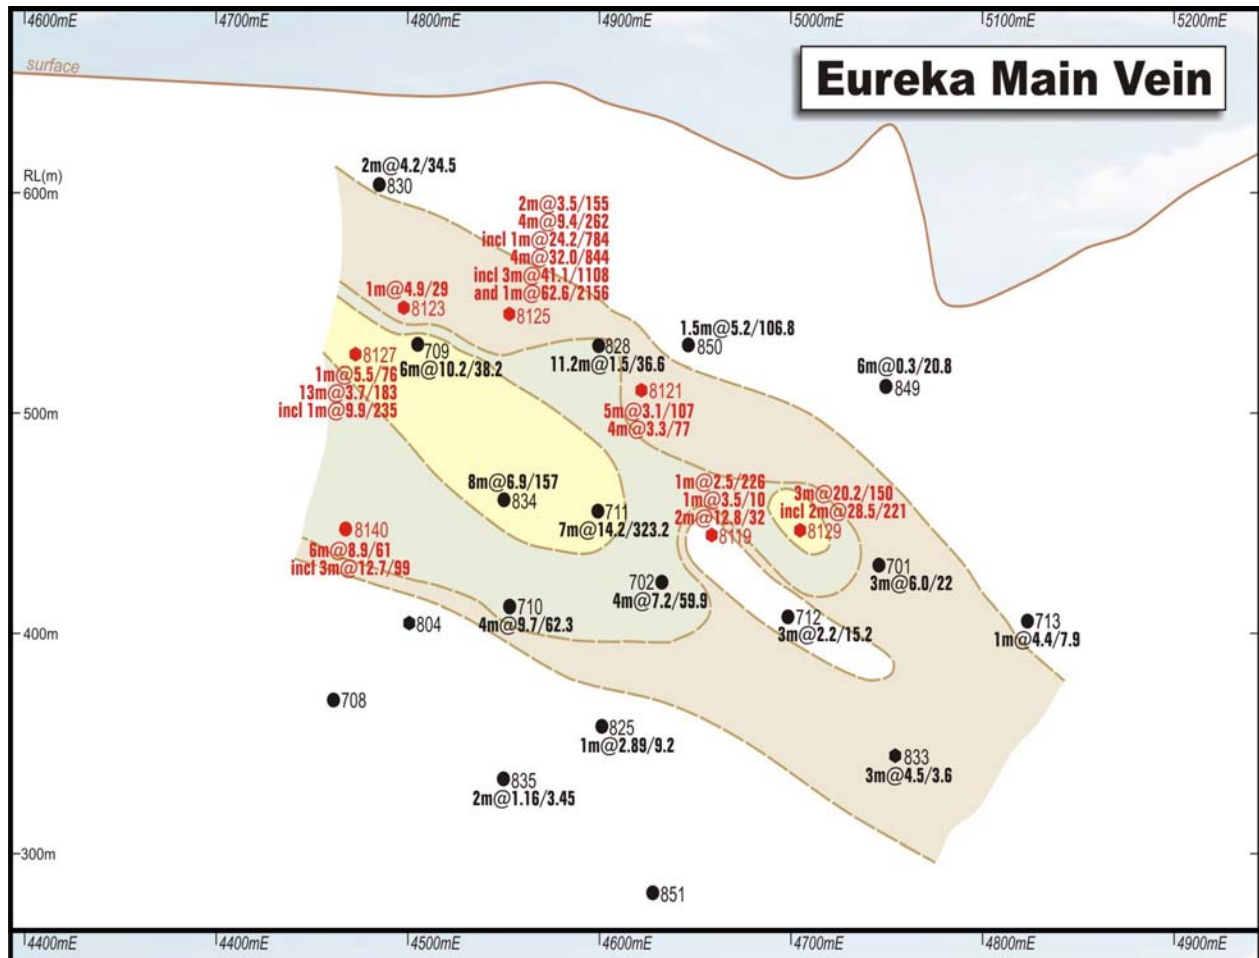 4600mE 4700mE 4800mE 4900mE 5000mE 5100mE 5200mE
surface
Eureka Main Vein
RL(m)
600m
2m@4.2/34.5
830
2m@3.5/155
4m@9.4/262
incl 1m@24.2/784
4m@32.0/844
incl 3m@41.1/1108
and 1m@62.6/2156
8125
1m@4.9/29
8123
8127
1m@5.5/76
13m@3.7/183
incl 1m@9.9/235
709
6m@10.2/38.2
828
11.2m@1.5/36.6
1.5m@5.2/106.8
850
6m@0.3/20.8
849
8121
5m@3.1/107
4m@3.3/77
500m
8m@6.9/157
834
711
7m@14.2/323.2
1m@2.5/226
1m@3.5/10
2m@12.8/32
8119
3m@20.2/150
incl 2m@28.5/221
8129
8140
6m@8.9/61
incl 3m@12.7/99
701
3m@6.0/22
702
4m@7.2/59.9
710
4m@9.7/62.3
804
712
3m@2.2/15.2
713
1m@4.4/7.9
400m
708
825
1m@2.89/9.2
833
3m@4.5/3.6
835
2m@1.16/3.45
300m
851
4400mE 4400mE 4500mE 4600mE 4700mE 4800mE 4900mE